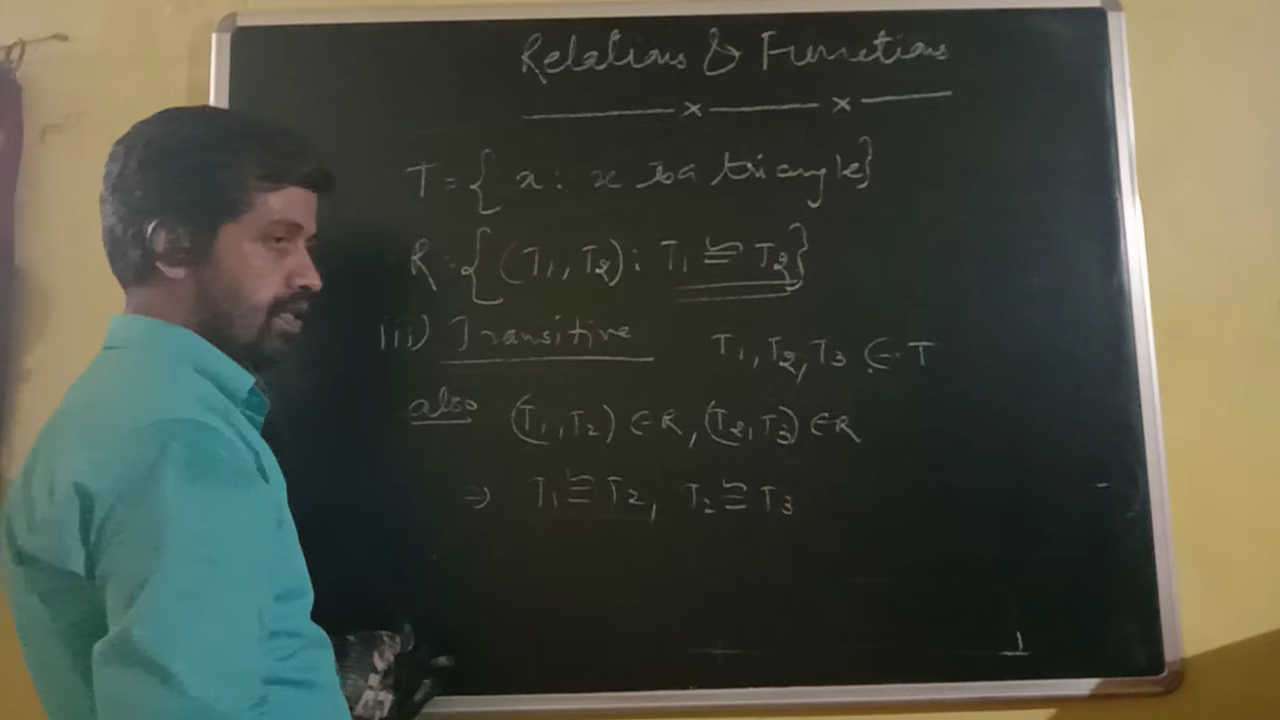 Relations & Functions
T = { x : x is a triangle}
R = { (T₁, T₂) : T₁ ≅ T₂}
iii) Transitive T₁, T₂, T₃ ∈ T
also (T₁, T₂) ∈ R, (T₂, T₃) ∈ R
⇒ T₁ ≅ T₂, T₂ ≅ T₃